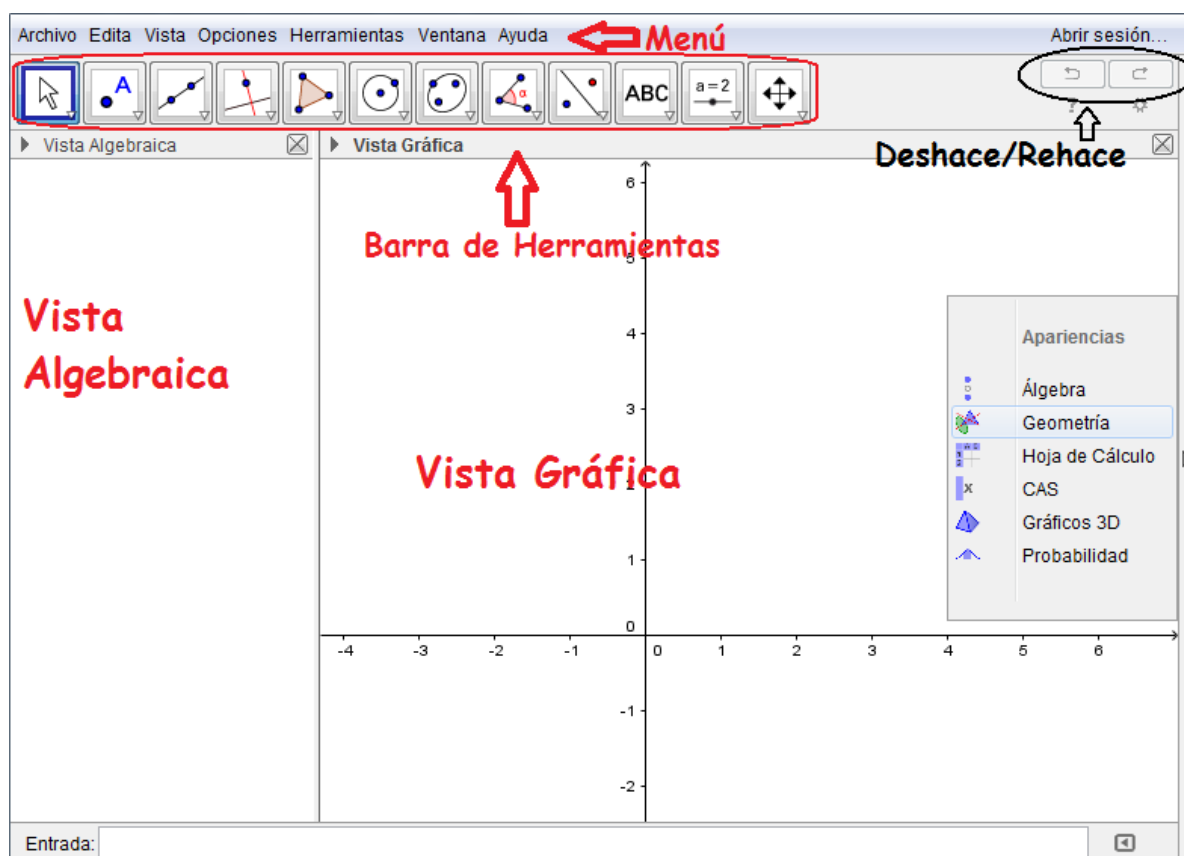 Archivo Edita Vista Opciones Herramientas Ventana Ayuda
Menú
Abrir sesión...
A
α
ABC
a=2
?
Deshace/Rehace
Vista Algebraica
Vista Gráfica
Barra de Herramientas
Vista
Algebraica
Vista Gráfica
Apariencias
Álgebra
Geometría
Hoja de Cálculo
x
CAS
Gráficos 3D
Probabilidad
6
5
4
3
2
1
0
-4 -3 -2 -1 0 1 2 3 4 5 6
-1
-2
Entrada: